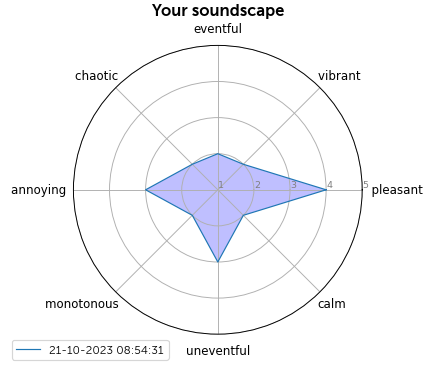 Your soundscape
eventful
chaotic
vibrant
annoying
1 2 3 4 5
pleasant
monotonous
calm
uneventful
21-10-2023 08:54:31